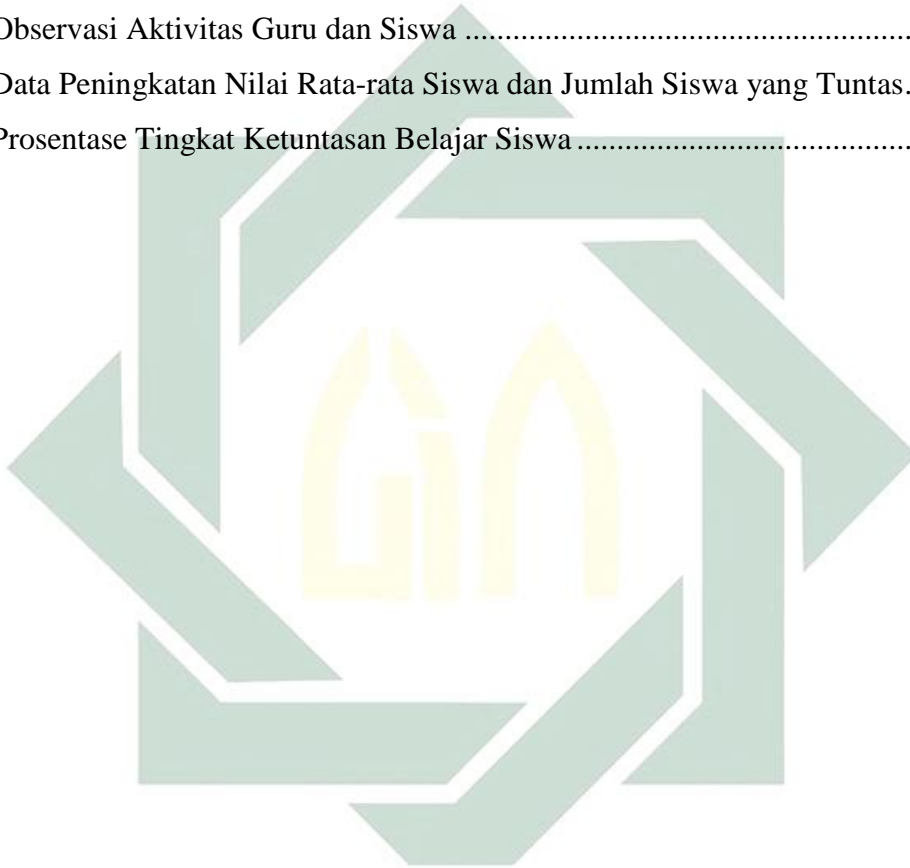 Observasi Aktivitas Guru dan Siswa ................................................
Data Peningkatan Nilai Rata-rata Siswa dan Jumlah Siswa yang Tuntas.
Prosentase Tingkat Ketuntasan Belajar Siswa ....................................